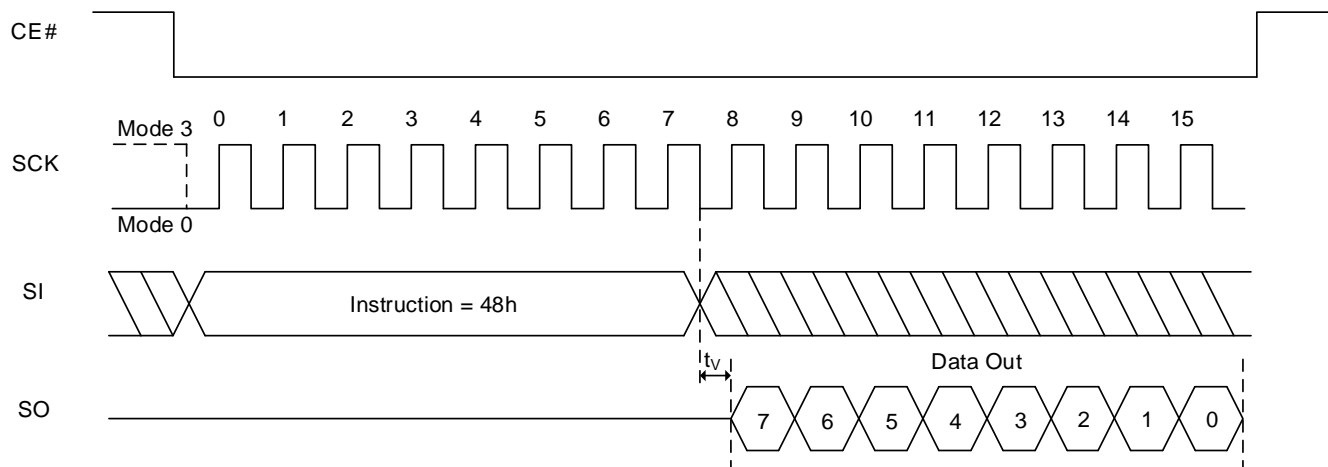 CE#
Mode 3 0 1 2 3 4 5 6 7 8 9 10 11 12 13 14 15
SCK
Mode 0
SI
Instruction = 48h
tV Data Out
SO
7 6 5 4 3 2 1 0